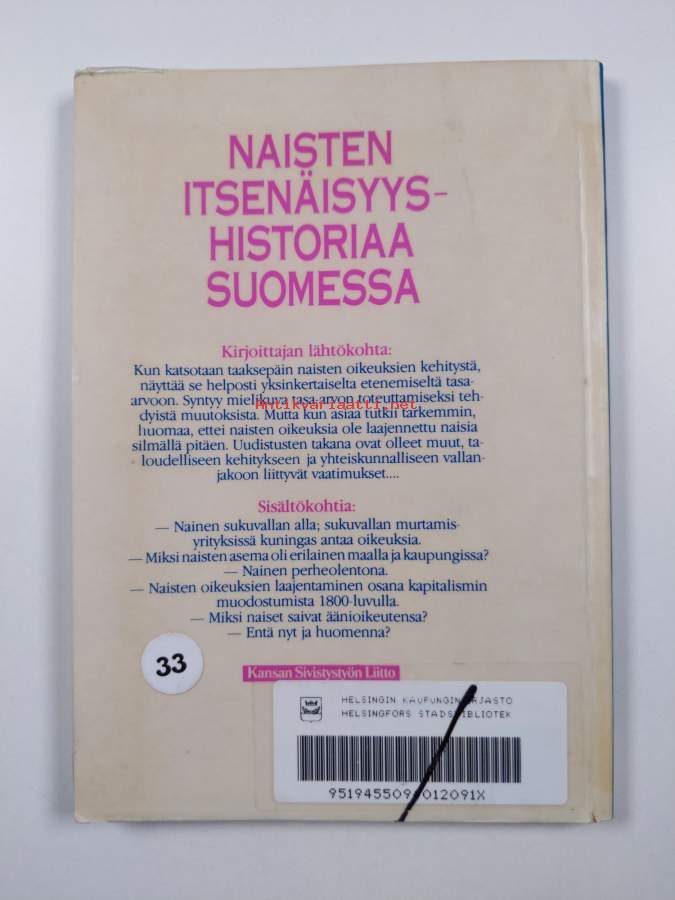 NAISTEN
ITSENÄISYYS-
HISTORIAA
SUOMESSA
Kirjoittajan lähtökohta:
Kun katsotaan taaksepäin naisten oikeuksien kehitystä,
näyttää se helposti yksinkertaiselta etenemiseltä tasa-
arvoon. Syntyy mielikuva tasa-arvon toteuttamiseksi teh-
Antikvariaatti.net
dyistä muutoksista. Mutta kun asiaa tutkii tarkemmin,
huomaa, ettei naisten oikeuksia ole laajennettu naisia
silmällä pitäen. Uudistusten takana ovat olleet muut, ta-
loudelliseen kehitykseen ja yhteiskunnalliseen vallan-
jakoon liittyvät vaatimukset....
Sisältökohtia:
— Nainen sukuvallan alla; sukuvallan murtamis-
yrityksissä kuningas antaa oikeuksia.
— Miksi naisten asema oli erilainen maalla ja kaupungissa?
— Nainen perheolentona.
— Naisten oikeuksien laajentaminen osana kapitalismin
muodostumista 1800-luvulla.
— Miksi naiset saivat äänioikeutensa?
— Entä nyt ja huomenna?
33
Kansan Sivistystyön Liitto
HELSINGIN KAUPUNGINKIRJASTO
HELSINGFORS STADSBIBLIOTEK